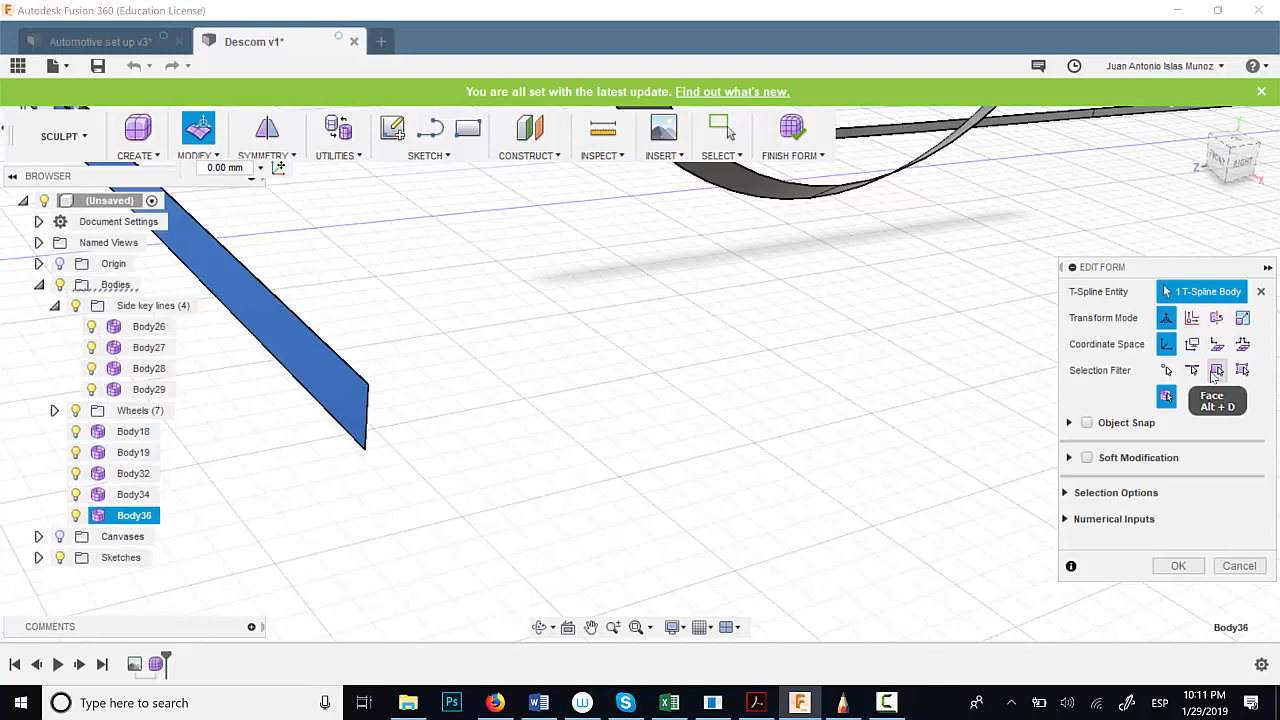 Autodesk Fusion 360 (Education License)
Automotive set up v3*
Descom v1*
Juan Antonio Islas Munoz
You are all set with the latest update. Find out what's new.
SCULPT
CREATE
MODIFY
SYMMETRY
UTILITIES
SKETCH
CONSTRUCT
INSPECT
INSERT
SELECT
FINISH FORM
0.00 mm
BROWSER
(Unsaved)
Document Settings
Named Views
Origin
Bodies
Side key lines (4)
Body26
Body27
Body28
Body29
Wheels (7)
Body18
Body19
Body32
Body34
Body36
Canvases
Sketches
Y
Z
X
FRONT
RIGHT
EDIT FORM
T-Spline Entity
1 T-Spline Body
Transform Mode
Coordinate Space
Selection Filter
Face
Alt + D
Object Snap
Soft Modification
Selection Options
Numerical Inputs
OK
Cancel
COMMENTS
Body36
Type here to search
Ps
ESP
10:11 PM
1/29/2019